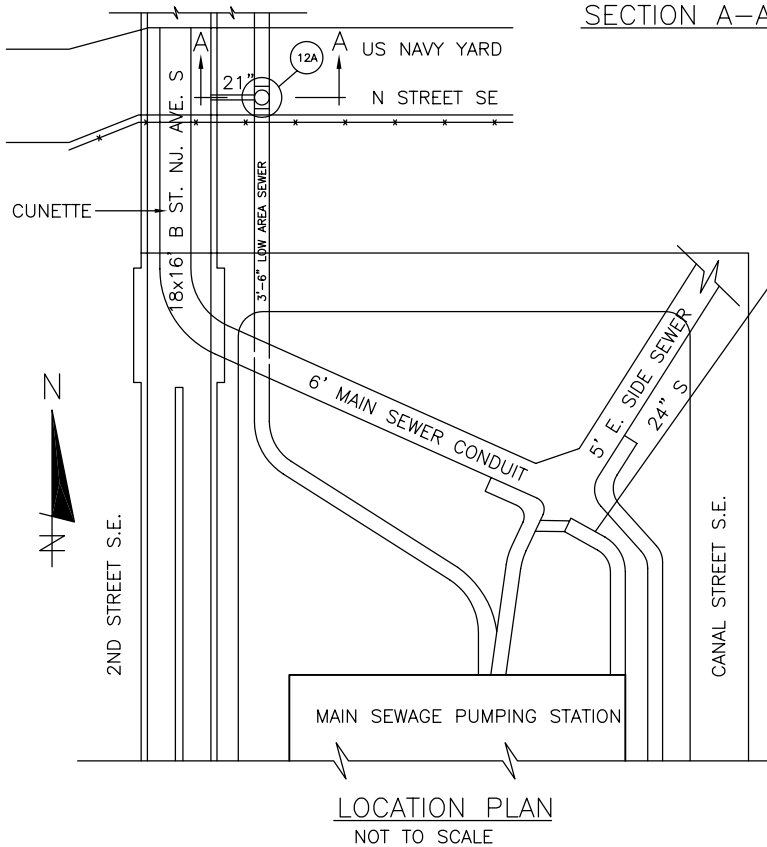 SECTION A-A
A
A
US NAVY YARD
12A
21"
N STREET SE
18x16' B ST. NJ. AVE. S
CUNETTE
3'-6" LOW AREA SEWER
5' E. SIDE SEWER
24" S
6' MAIN SEWER CONDUIT
N
N
2ND STREET S.E.
CANAL STREET S.E.
MAIN SEWAGE PUMPING STATION
LOCATION PLAN
NOT TO SCALE